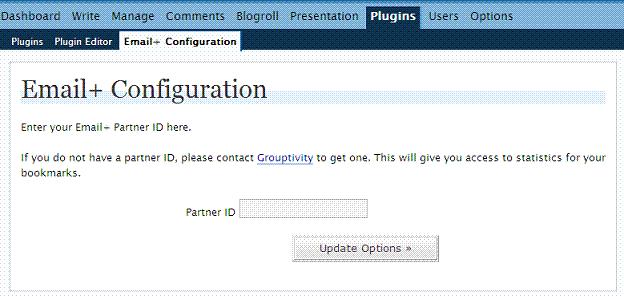 Dashboard Write Manage Comments Blogroll Presentation Plugins Users Options
Plugins Plugin Editor Email+ Configuration
Email+ Configuration
Enter your Email+ Partner ID here.
If you do not have a partner ID, please contact Grouptivity to get one. This will give you access to statistics for your
bookmarks.
Partner ID
Update Options »